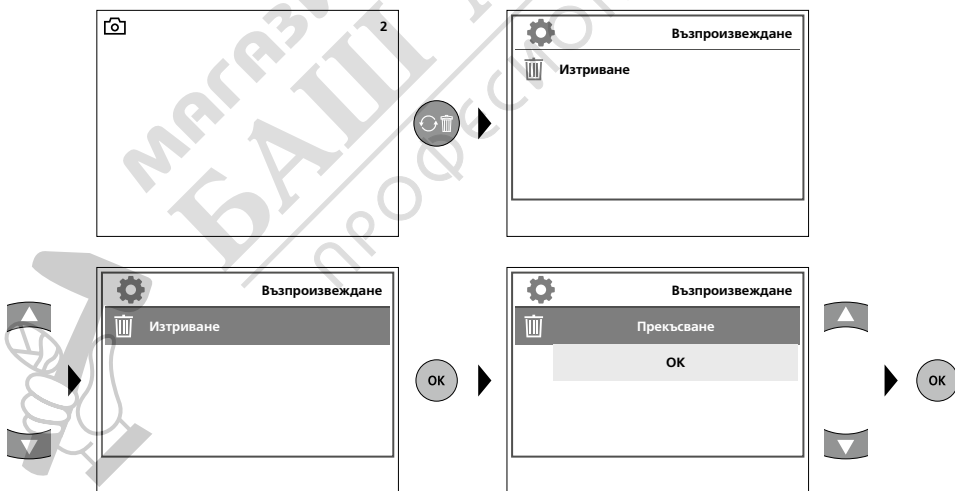 2
Възпроизвеждане
Изтриване
Възпроизвеждане
Изтриване
OK
Възпроизвеждане
Прекъсване
OK
OK